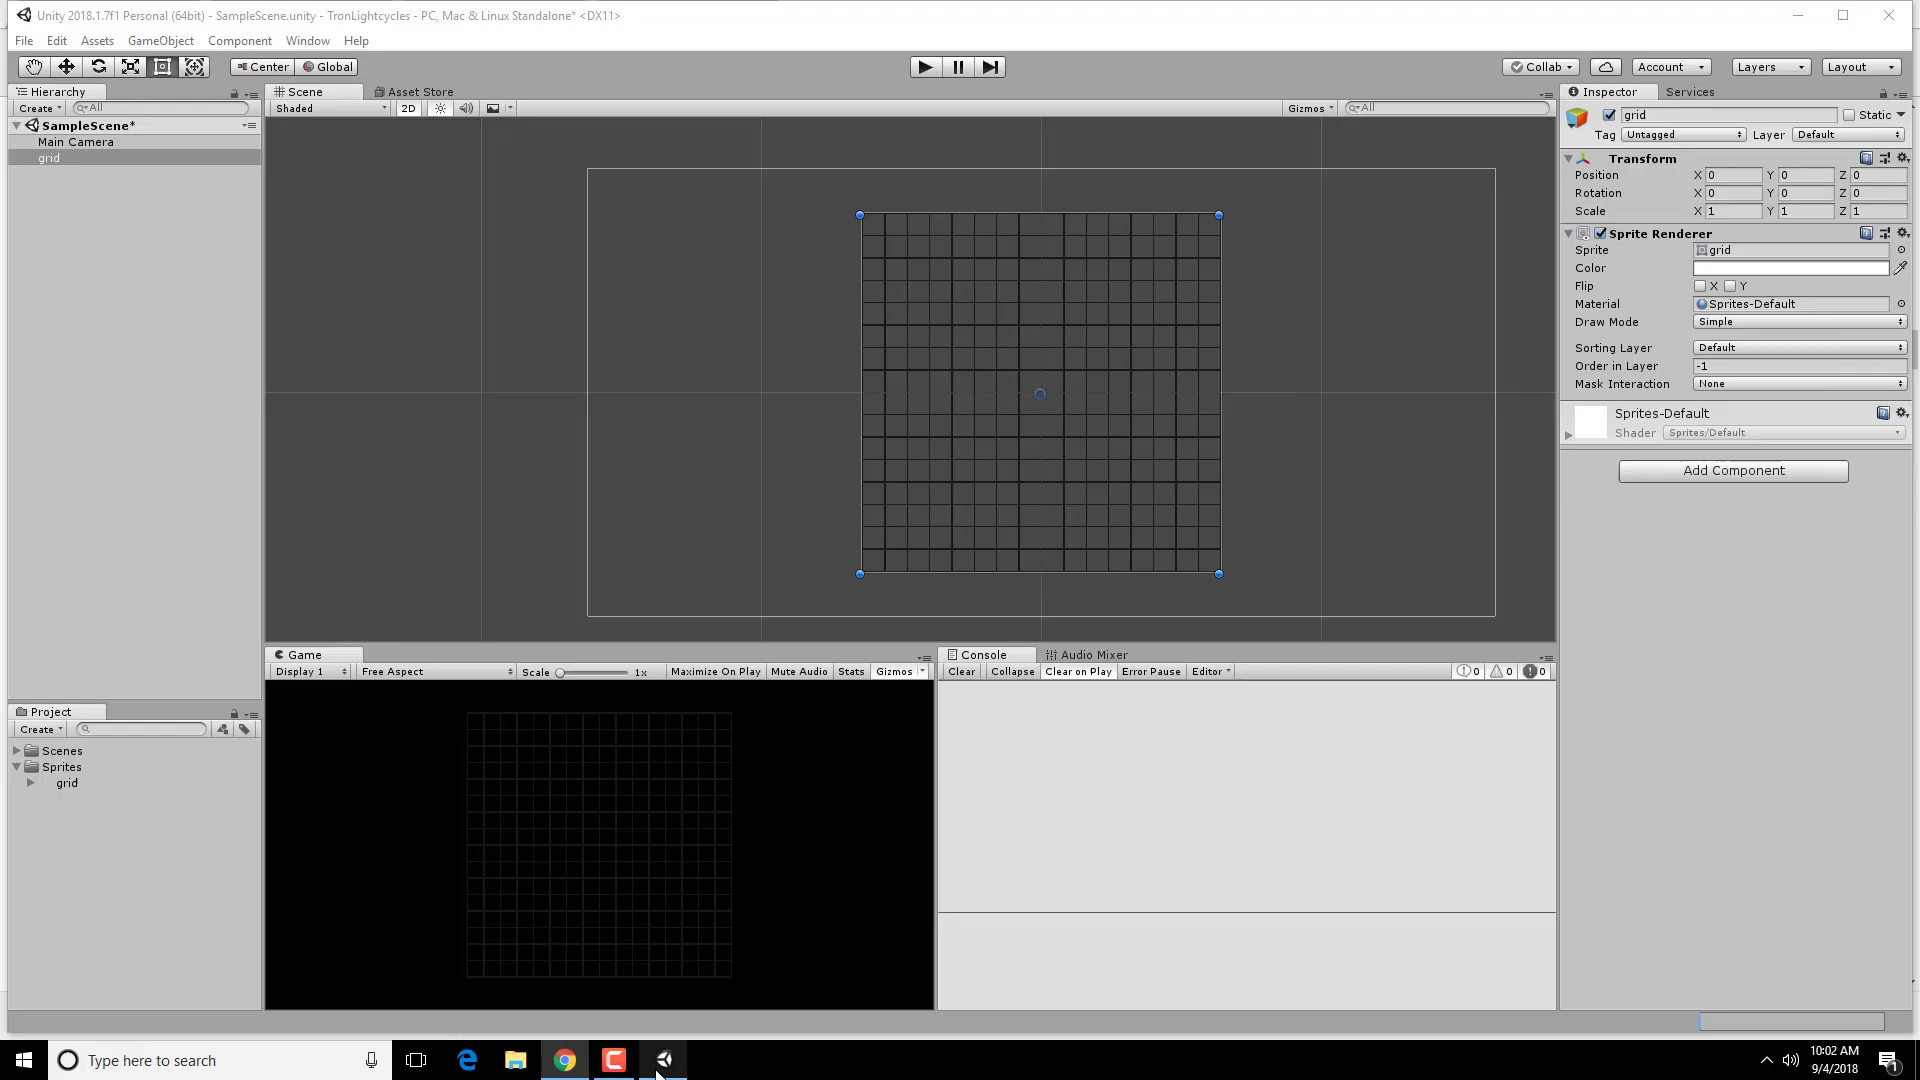 Unity 2018.1.7f1 Personal (64bit) - SampleScene.unity - TronLightcycles - PC, Mac & Linux Standalone* <DX11>
File Edit Assets GameObject Component Window Help
Center Global Collab Account Layers Layout
Hierarchy
Create All
SampleScene*
Main Camera
grid
Scene Asset Store
Shaded 2D Gizmos All
Inspector Services
grid Static
Tag Untagged Layer Default
Transform
Position X 0 Y 0 Z 0
Rotation X 0 Y 0 Z 0
Scale X 1 Y 1 Z 1
Sprite Renderer
Sprite grid
Color
Flip X Y
Material Sprites-Default
Draw Mode Simple
Sorting Layer Default
Order in Layer -1
Mask Interaction None
Sprites-Default
Shader Sprites/Default
Add Component
Game
Display 1 Free Aspect Scale 1x Maximize On Play Mute Audio Stats Gizmos
Console Audio Mixer
Clear Collapse Clear on Play Error Pause Editor 0 0 0
Project
Create
Scenes
Sprites
grid
Type here to search
10:02 AM
9/4/2018
1